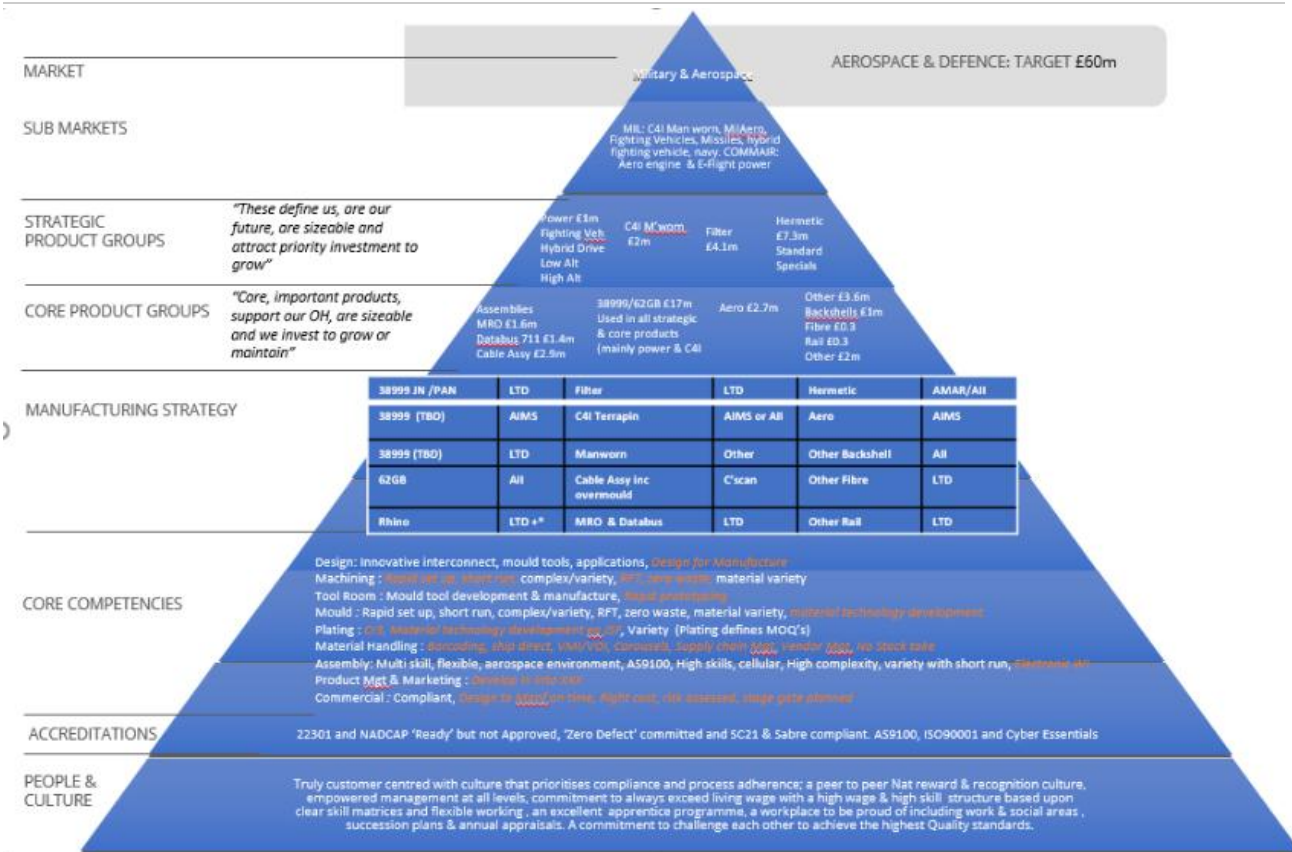 MARKET
Military & Aerospace
AEROSPACE & DEFENCE: TARGET £60m
SUB MARKETS
MIL: C4I Man worn, MilAero,
Fighting Vehicles, Missiles, hybrid
fighting vehicle, navy. COMMAIR:
Aero engine & E-Flight power
STRATEGIC
PRODUCT GROUPS
"These define us, are our
future, are sizeable and
attract priority investment to
grow"
Power £1m
Fighting Veh
Hybrid Drive
Low Alt
High Alt
C4I M'worn
£2m
Filter
£4.1m
Hermetic
£7.3m
Standard
Specials
CORE PRODUCT GROUPS
"Core, important products,
support our OH, are sizeable
and we invest to grow or
maintain"
Assemblies
MRO £1.6m
Databus 711 £1.4m
Cable Assy £2.9m
38999/62GB £17m
Used in all strategic
& core products
(mainly power & C4I
Aero £2.7m
Other £3.6m
Backshells £1m
Fibre £0.3
Rail £0.3
Other £2m
MANUFACTURING STRATEGY
38999 JN /PAN LTD Filter LTD Hermetic AMAR/AII
38999 (TBD) AIMS C4I Terrapin AIMS or AII Aero AIMS
38999 (TBD) LTD Manworn Other Other Backshell AII
62GB AII Cable Assy inc overmould C'scan Other Fibre LTD
Rhino LTD +* MRO & Databus LTD Other Rail LTD
CORE COMPETENCIES
Design: Innovative interconnect, mould tools, applications, Design for Manufacture
Machining : Rapid set up, short run, complex/variety, RFT, zero waste, material variety
Tool Room : Mould tool development & manufacture, Rapid prototyping
Mould : Rapid set up, short run, complex/variety, RFT, zero waste, material variety, material technology development
Plating : Material technology development, Variety (Plating defines MOQ's)
Material Handling : Barcoding, ship direct, VMI/VOI, Carousels, Supply chain Mgt, Vendor Mgt, No Stock take
Assembly: Multi skill, flexible, aerospace environment, AS9100, High skills, cellular, High complexity, variety with short run, Electronic WI
Product Mgt & Marketing : Develop
Commercial : Compliant, Design to on time, Right cost, risk assessed, stage gate planned
ACCREDITATIONS
22301 and NADCAP 'Ready' but not Approved, 'Zero Defect' committed and SC21 & Sabre compliant. AS9100, ISO90001 and Cyber Essentials
PEOPLE &
CULTURE
Truly customer centred with culture that prioritises compliance and process adherence; a peer to peer Nat reward & recognition culture,
empowered management at all levels, commitment to always exceed living wage with a high wage & high skill structure based upon
clear skill matrices and flexible working , an excellent apprentice programme, a workplace to be proud of including work & social areas ,
succession plans & annual appraisals. A commitment to challenge each other to achieve the highest Quality standards.